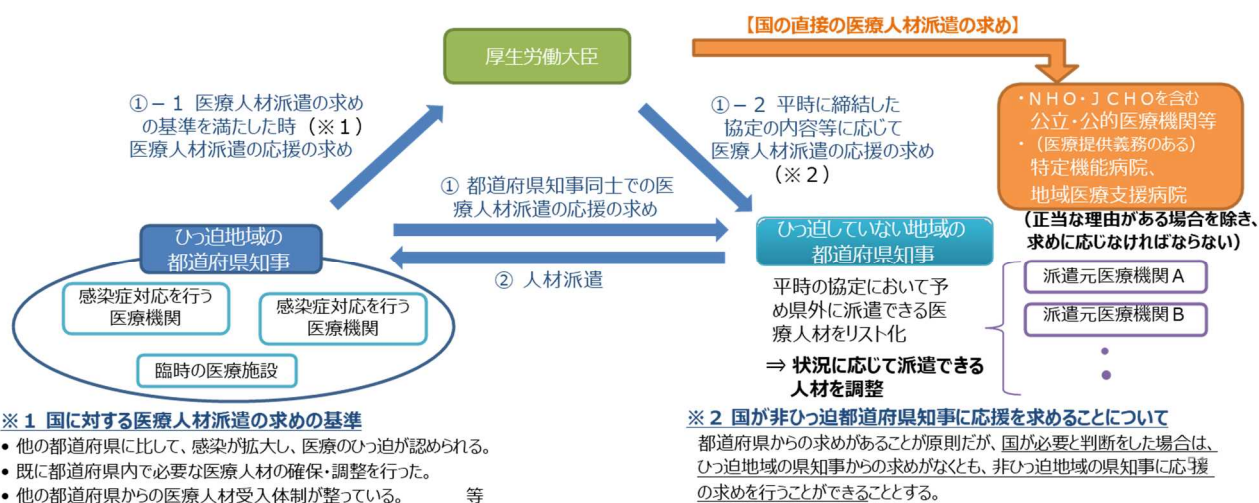 【国の直接の医療人材派遣の求め】
厚生労働大臣
①－１ 医療人材派遣の求め
の基準を満たした時（※１）
医療人材派遣の応援の求め
①－２ 平時に締結した
協定の内容等に応じて
医療人材派遣の応援の求め
（※２）
・ＮＨＯ・ＪＣＨＯを含む
公立・公的医療機関等
・（医療提供義務のある）
特定機能病院、
地域医療支援病院
（正当な理由がある場合を除き、
求めに応じなければならない）
① 都道府県知事同士での医
療人材派遣の応援の求め
ひっ迫地域の
都道府県知事
ひっ迫していない地域の
都道府県知事
② 人材派遣
感染症対応を行う
医療機関
感染症対応を行う
医療機関
臨時の医療施設
平時の協定において予
め県外に派遣できる医
療人材をリスト化
⇒ 状況に応じて派遣できる
人材を調整
派遣元医療機関Ａ
派遣元医療機関Ｂ
※１ 国に対する医療人材派遣の求めの基準
• 他の都道府県に比して、感染が拡大し、医療のひっ迫が認められる。
• 既に都道府県内で必要な医療人材の確保・調整を行った。
• 他の都道府県からの医療人材受入体制が整っている。 等
※２ 国が非ひっ迫都道府県知事に応援を求めることについて
都道府県からの求めがあることが原則だが、国が必要と判断をした場合は、
ひっ迫地域の県知事からの求めがなくとも、非ひっ迫地域の県知事に応援
の求めを行うことができることとする。